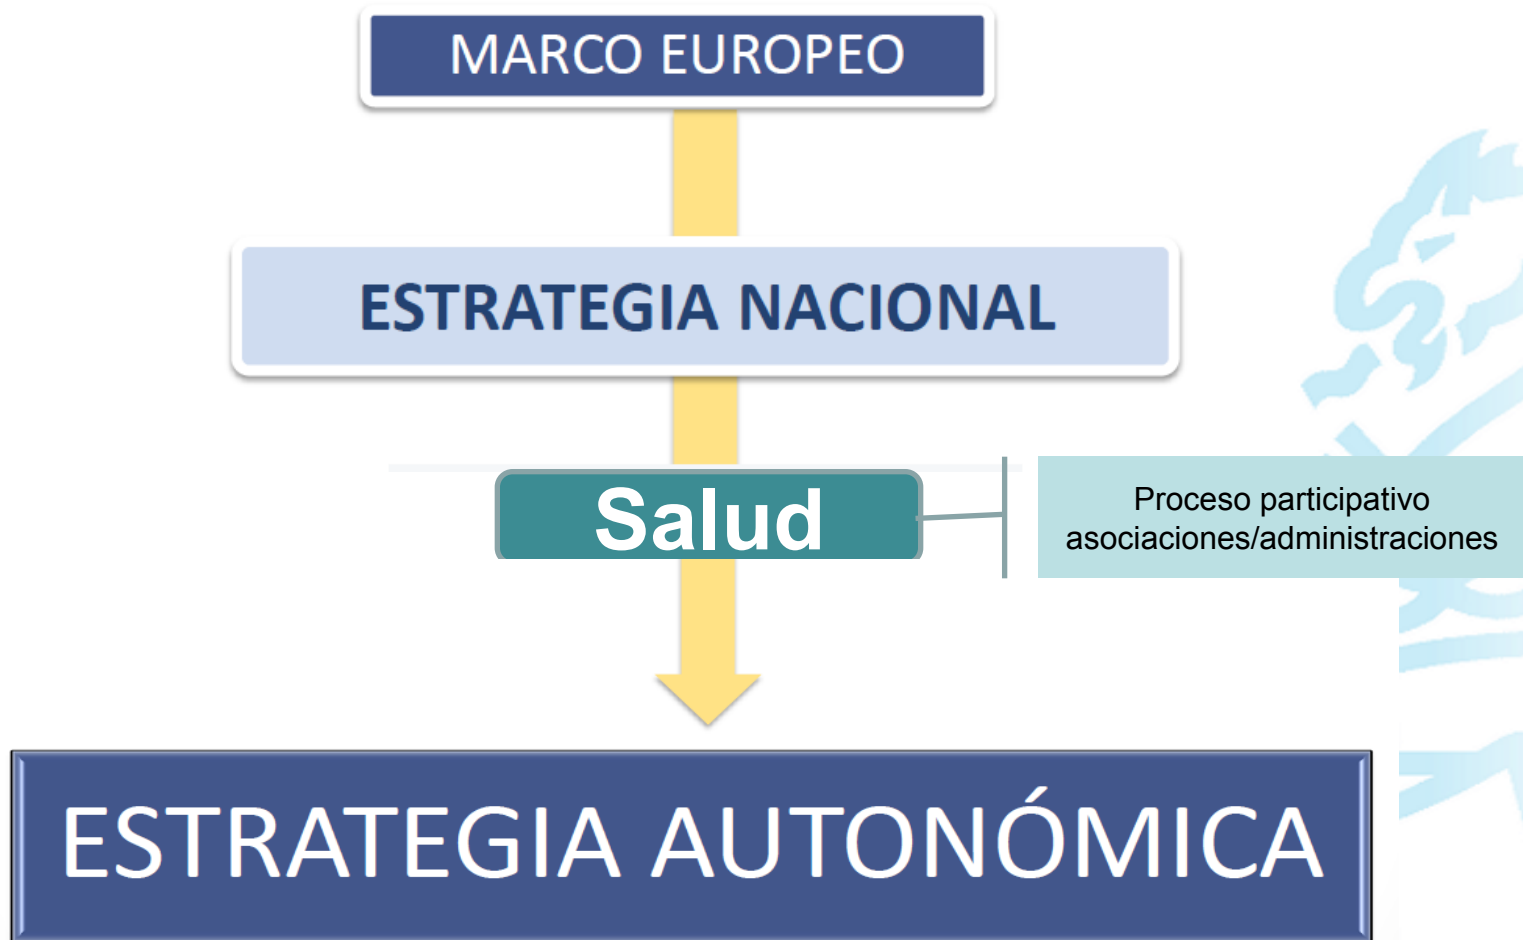 MARCO EUROPEO
ESTRATEGIA NACIONAL
Salud
Proceso participativo
asociaciones/administraciones
ESTRATEGIA AUTONÓMICA